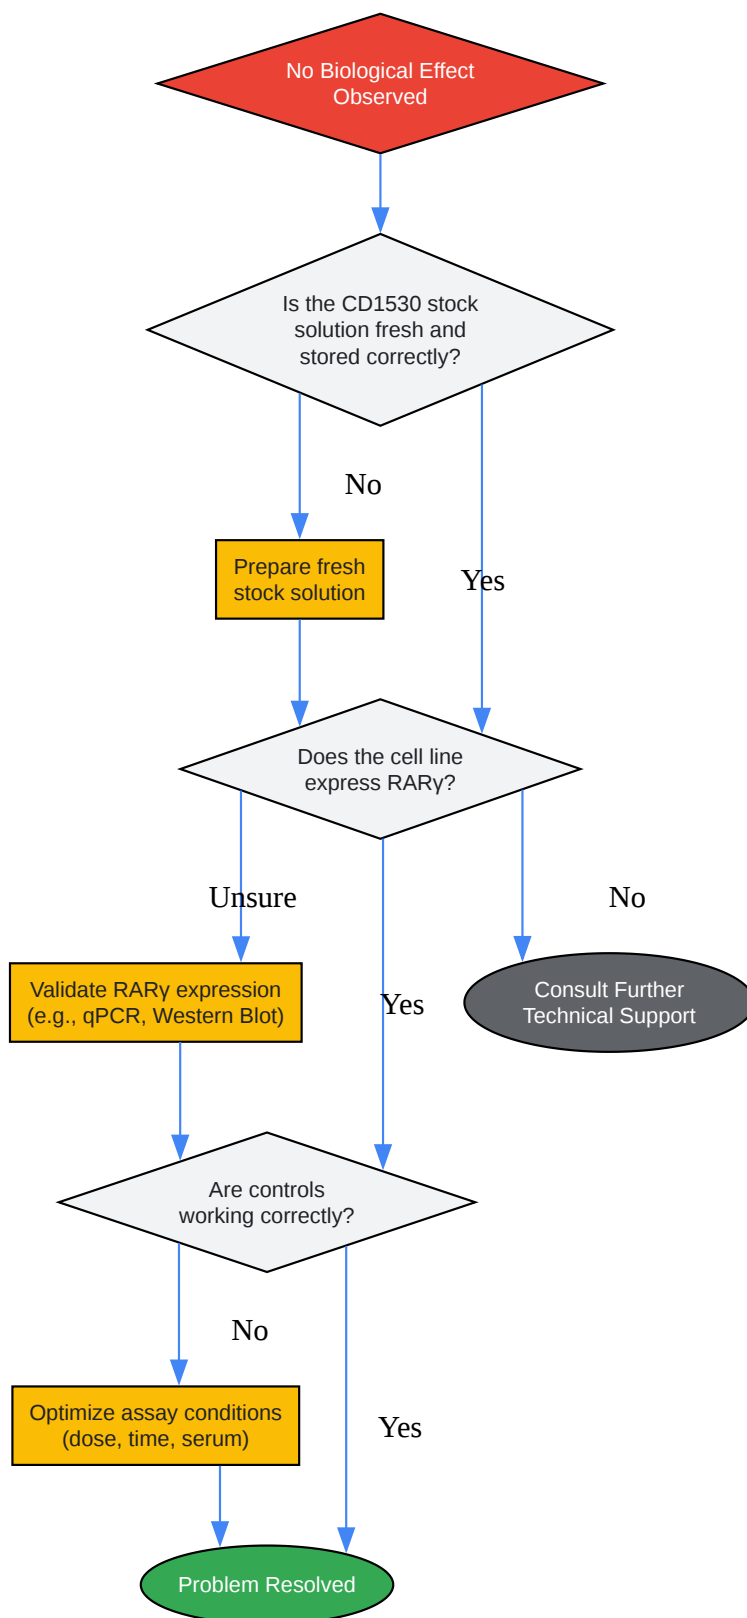 No Biological Effect
Observed
Is the CD1530 stock
solution fresh and
stored correctly?
No
Prepare fresh
stock solution
Yes
Does the cell line
express RARγ?
Unsure
No
Validate RARγ expression
(e.g., qPCR, Western Blot)
Yes
Consult Further
Technical Support
Are controls
working correctly?
No
Optimize assay conditions
(dose, time, serum)
Yes
Problem Resolved